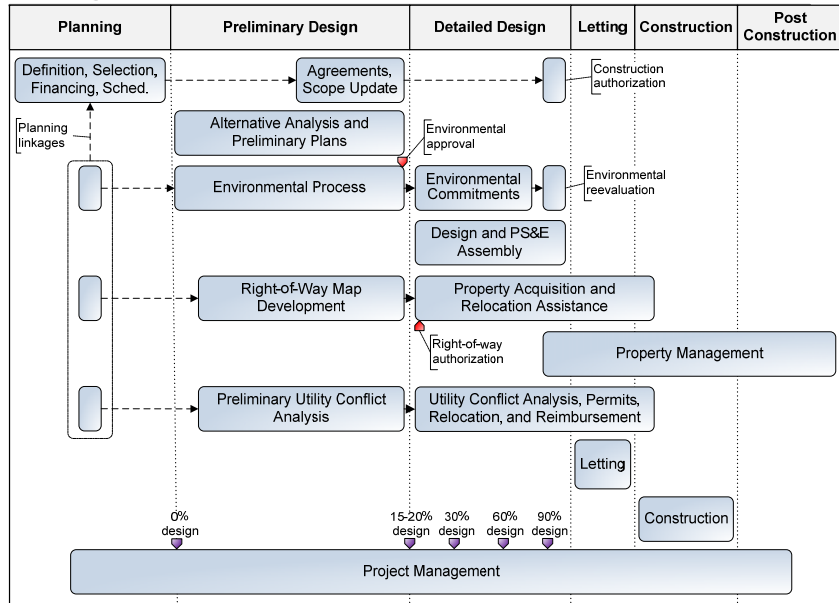 Planning
Preliminary Design
Detailed Design
Letting
Construction
Post
Construction
Definition, Selection,
Financing, Sched.
Agreements,
Scope Update
Construction
authorization
Planning
linkages
Alternative Analysis and
Preliminary Plans
Environmental
approval
Environmental Process
Environmental
Commitments
Environmental
reevaluation
Design and PS&E
Assembly
Right-of-Way Map
Development
Property Acquisition and
Relocation Assistance
Right-of-way
authorization
Property Management
Preliminary Utility Conflict
Analysis
Utility Conflict Analysis, Permits,
Relocation, and Reimbursement
Letting
Construction
0%
design
15-20%
design
30%
design
60%
design
90%
design
Project Management